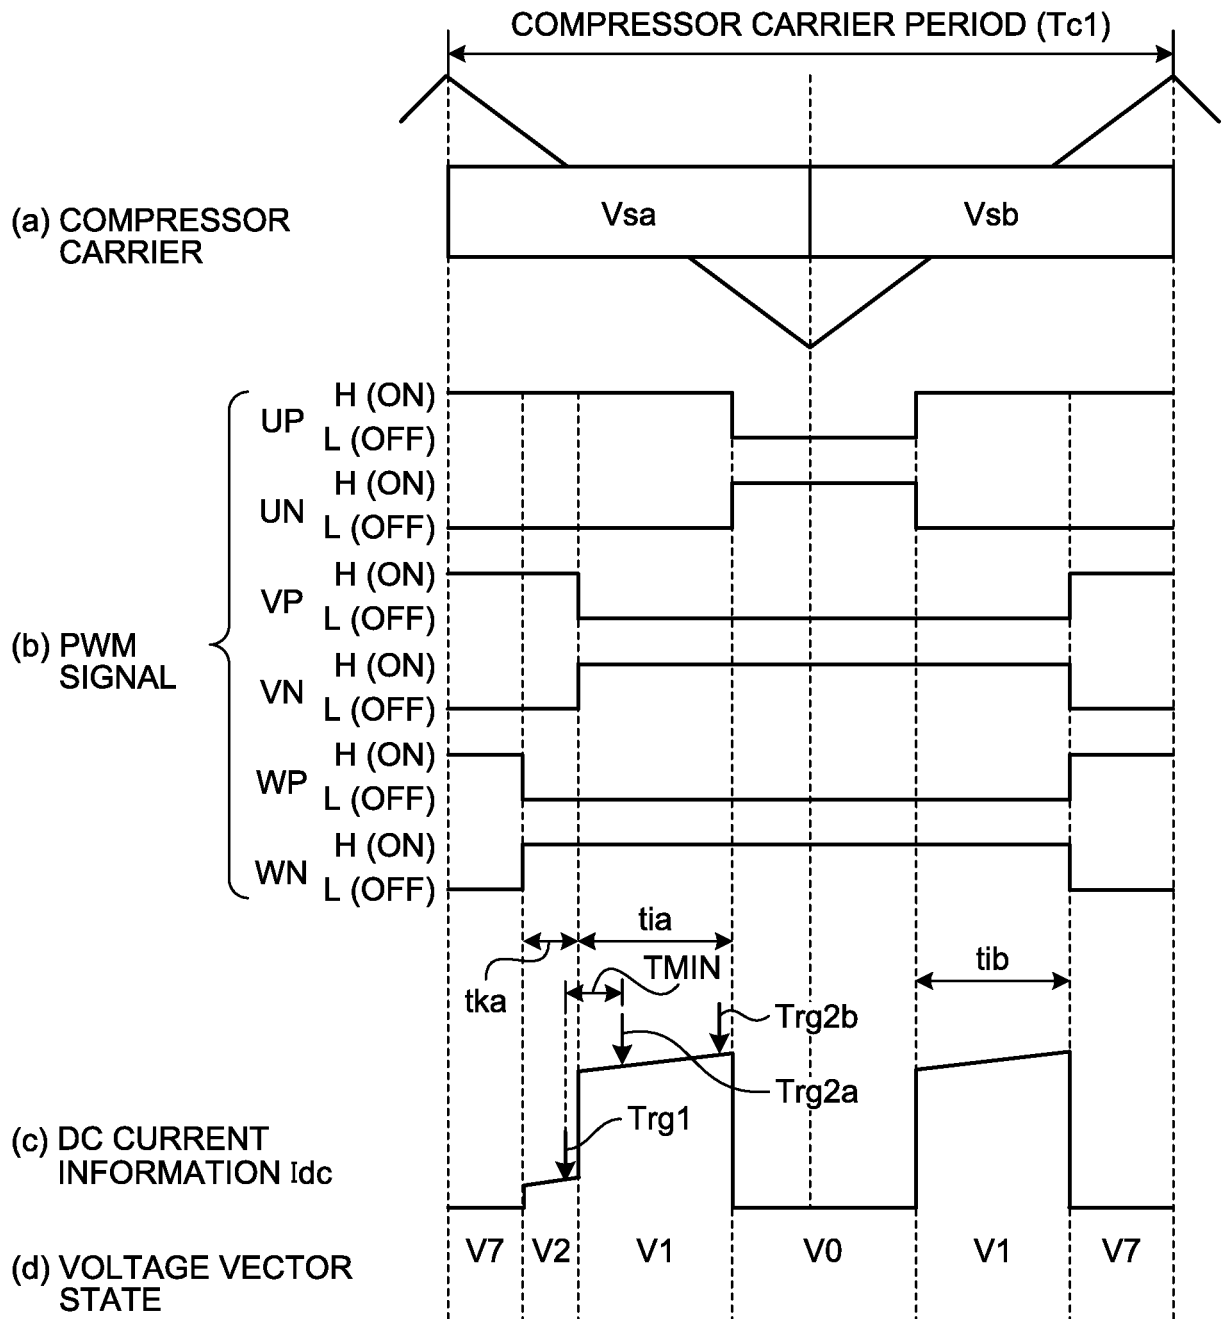 COMPRESSOR CARRIER PERIOD (Tc1)
(a) COMPRESSOR
CARRIER
Vsa
Vsb
(b) PWM
SIGNAL
UP
H (ON)
L (OFF)
UN
H (ON)
L (OFF)
VP
H (ON)
L (OFF)
VN
H (ON)
L (OFF)
WP
H (ON)
L (OFF)
WN
H (ON)
L (OFF)
tia
tka
TMIN
tib
Trg2b
Trg2a
Trg1
(c) DC CURRENT
INFORMATION Idc
V7 V2 V1 V0 V1 V7
(d) VOLTAGE VECTOR
STATE